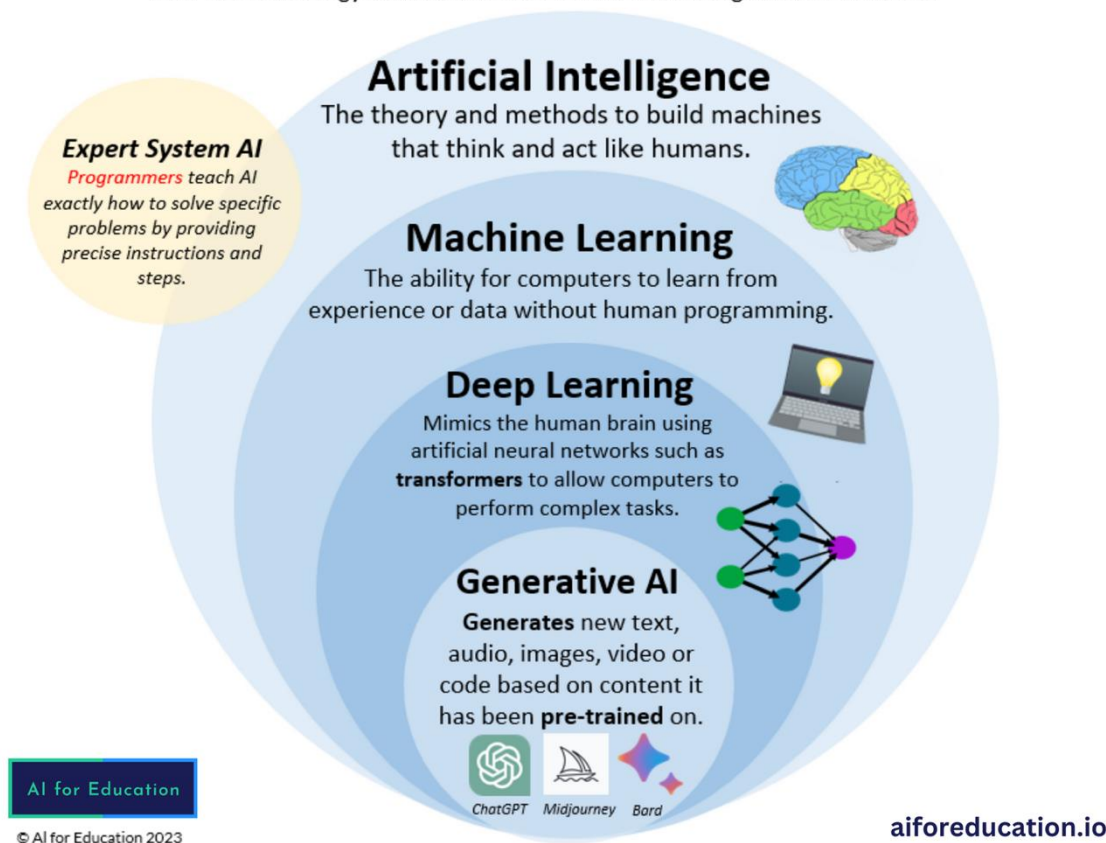 Artificial Intelligence
The theory and methods to build machines
that think and act like humans.
Expert System AI
Programmers teach AI
exactly how to solve specific
problems by providing
precise instructions and
steps.
Machine Learning
The ability for computers to learn from
experience or data without human programming.
Deep Learning
Mimics the human brain using
artificial neural networks such as
transformers to allow computers to
perform complex tasks.
Generative AI
Generates new text,
audio, images, video or
code based on content it
has been pre-trained on.
ChatGPT Midjourney Bard
AI for Education
© AI for Education 2023
aiforeducation.io